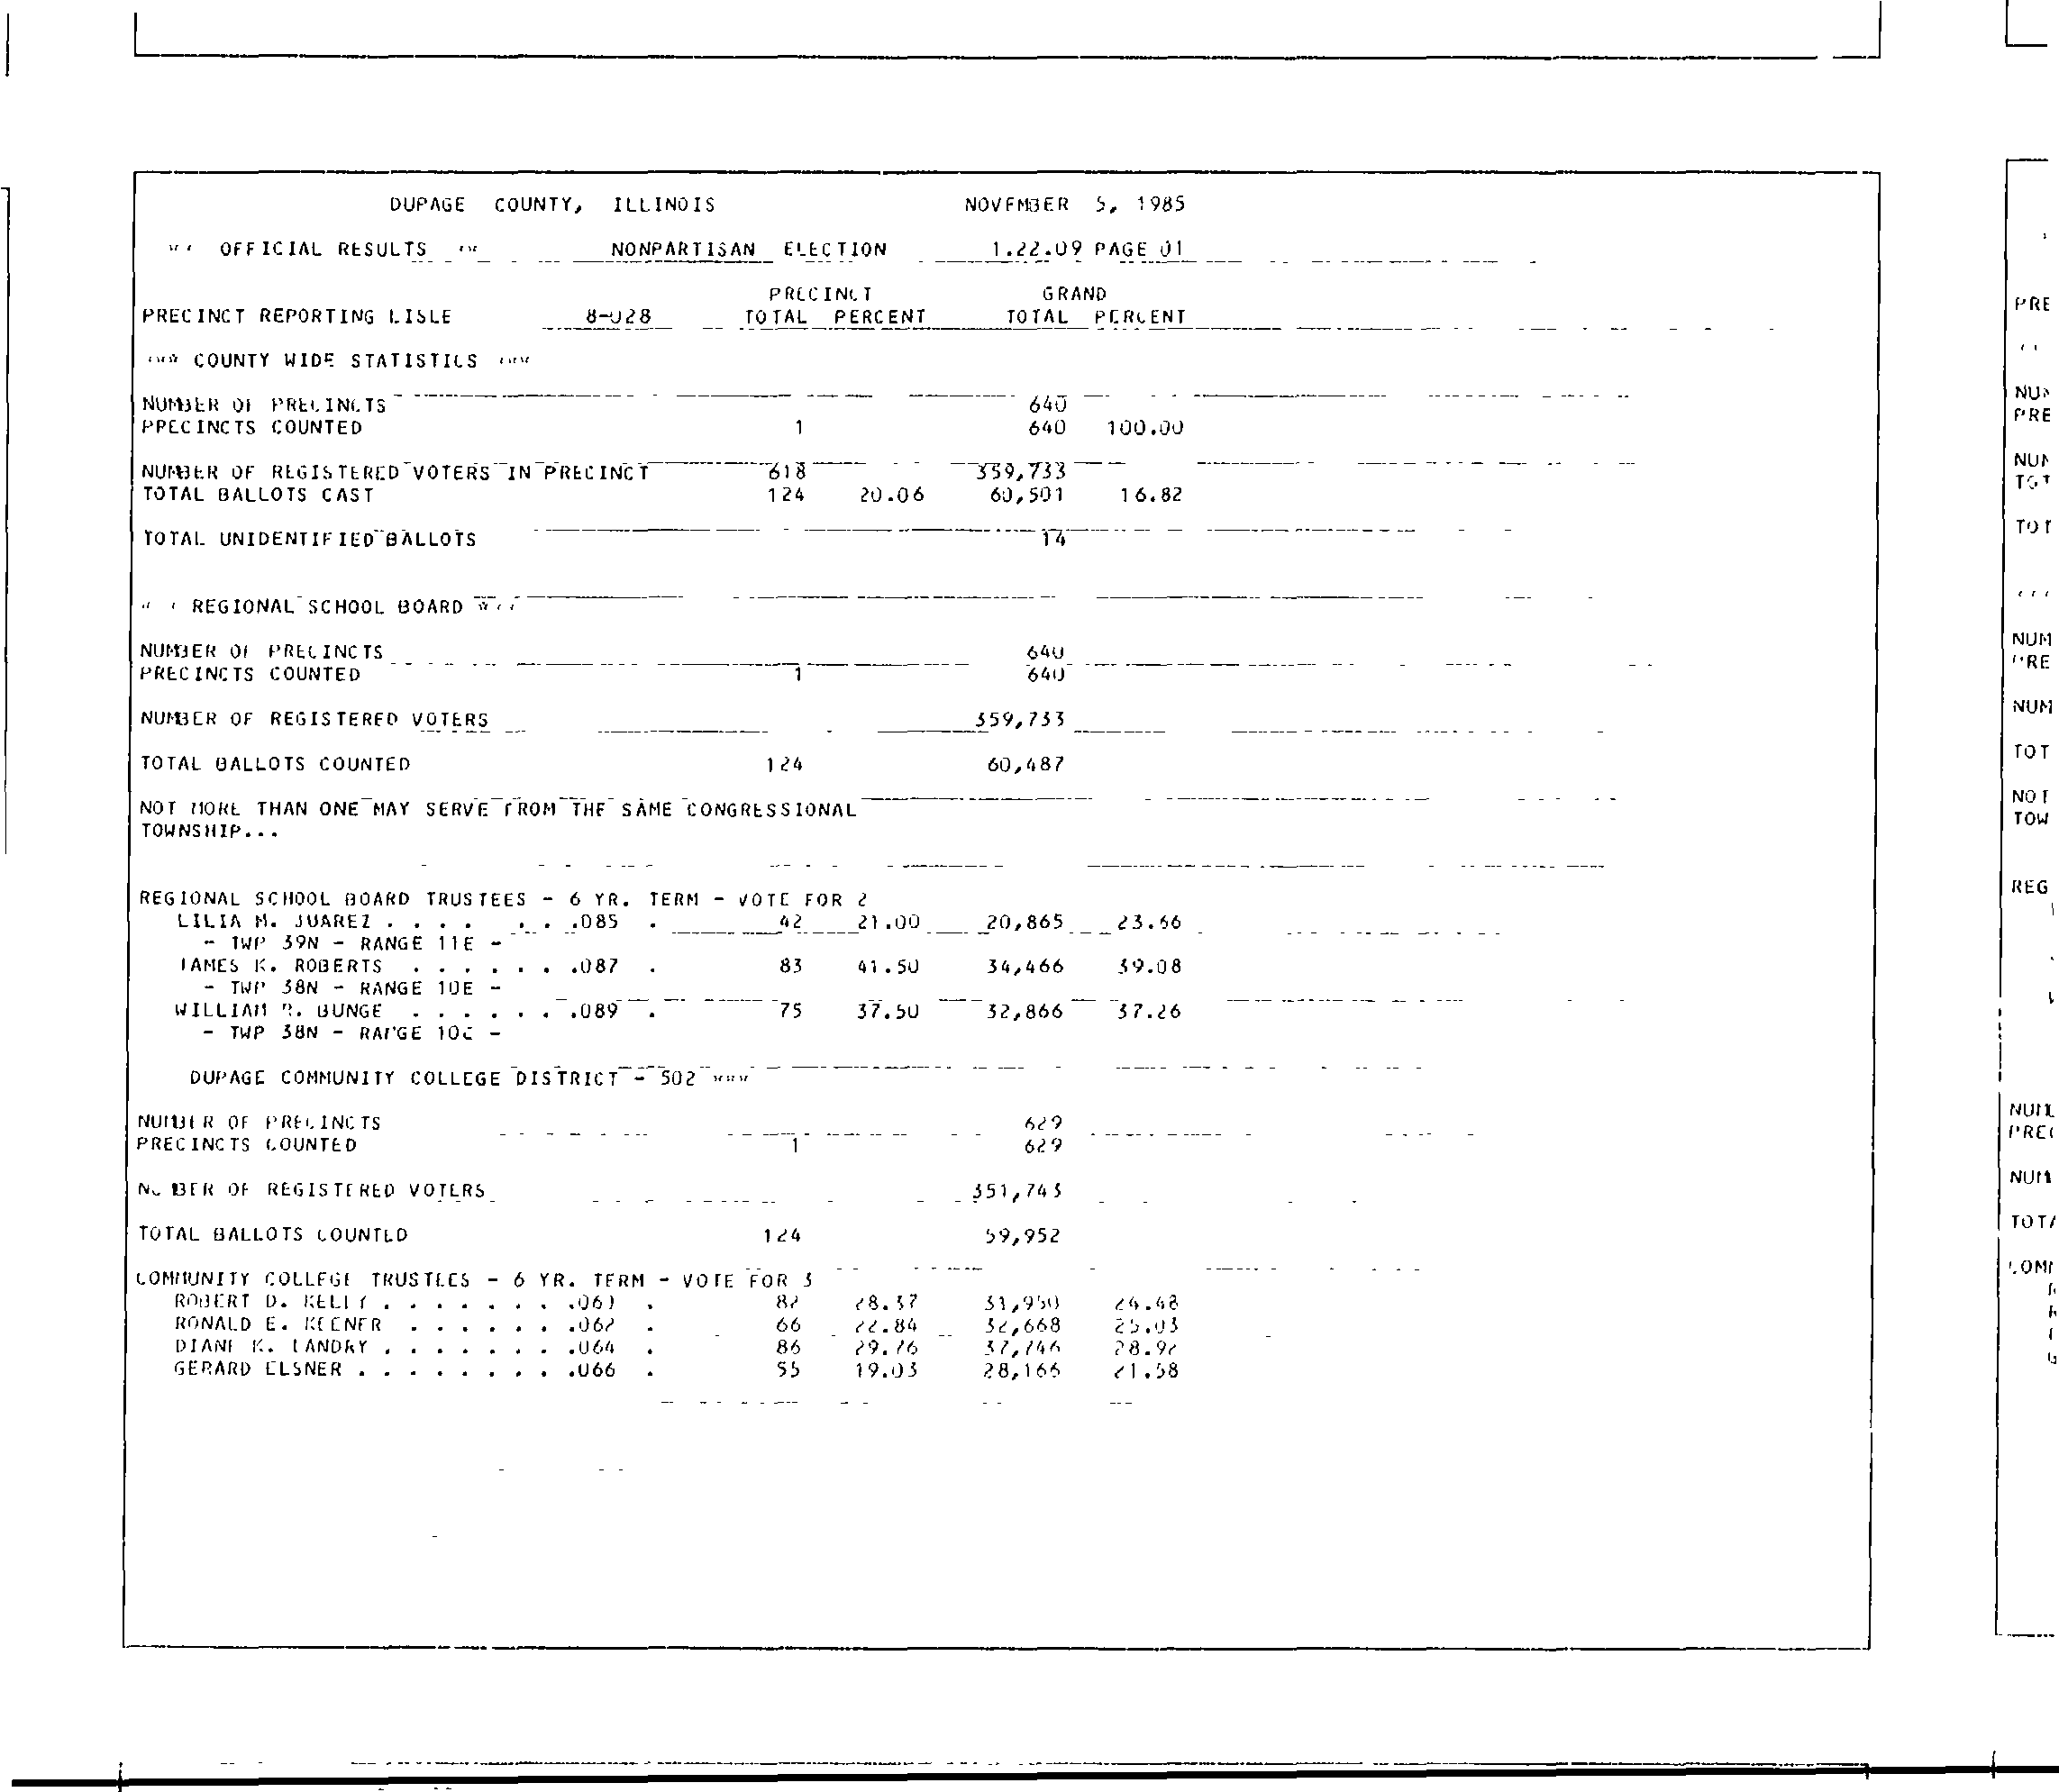 DUPAGE COUNTY, ILLINOIS NOVEMBER 5, 1985
OFFICIAL RESULTS NONPARTISAN ELECTION 1.22.09 PAGE 01
PRECINCT GRAND
PRECINCT REPORTING LISLE 8-028 TOTAL PERCENT TOTAL PERCENT
*** COUNTY WIDE STATISTICS ***
NUMBER OF PRECINCTS 640
PRECINCTS COUNTED 1 640 100.00
NUMBER OF REGISTERED VOTERS IN PRECINCT 618 359,733
TOTAL BALLOTS CAST 124 20.06 60,501 16.82
TOTAL UNIDENTIFIED BALLOTS 14
*** REGIONAL SCHOOL BOARD ***
NUMBER OF PRECINCTS 640
PRECINCTS COUNTED 1 640
NUMBER OF REGISTERED VOTERS 359,733
TOTAL BALLOTS COUNTED 124 60,487
NOT MORE THAN ONE MAY SERVE FROM THE SAME CONGRESSIONAL
TOWNSHIP...
REGIONAL SCHOOL BOARD TRUSTEES - 6 YR. TERM - VOTE FOR 2
LILIA M. JUAREZ . . . . . . .085 . 42 21.00 20,865 23.66
- TWP 39N - RANGE 11E -
JAMES K. ROBERTS . . . . . . .087 . 83 41.50 34,466 39.08
- TWP 38N - RANGE 10E -
WILLIAM R. BUNGE . . . . . . .089 . 75 37.50 32,866 37.26
- TWP 38N - RANGE 10E -
DUPAGE COMMUNITY COLLEGE DISTRICT - 502 ***
NUMBER OF PRECINCTS 629
PRECINCTS COUNTED 1 629
NUMBER OF REGISTERED VOTERS 351,743
TOTAL BALLOTS COUNTED 124 59,952
COMMUNITY COLLEGE TRUSTEES - 6 YR. TERM - VOTE FOR 3
ROBERT D. KELLY . . . . . . . .061 . 82 28.37 31,950 24.48
RONALD E. KEENER . . . . . . .062 . 66 22.84 32,668 25.03
DIANE K. LANDRY . . . . . . . .064 . 86 29.76 37,746 28.92
GERARD ELSNER . . . . . . . . .066 . 55 19.03 28,166 21.58